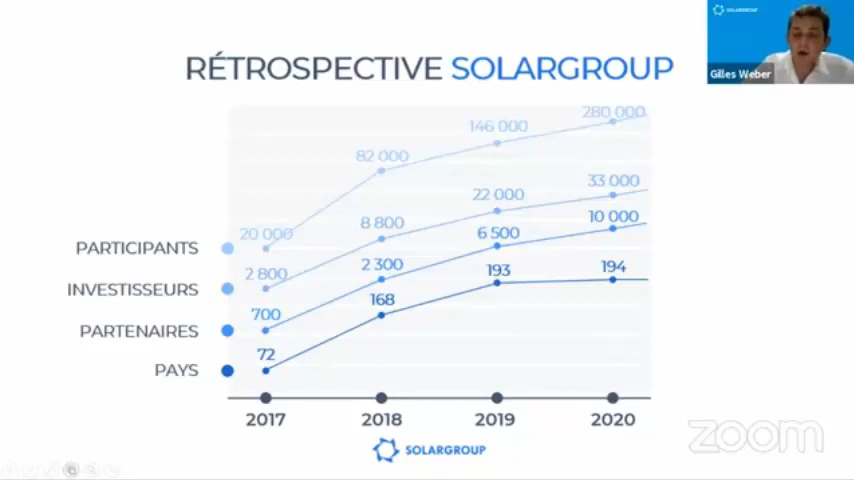 SOLARGROUP
Gilles Weber
RÉTROSPECTIVE SOLARGROUP
280 000
146 000
82 000
33 000
22 000
20 000
8 800
10 000
6 500
PARTICIPANTS
2 800
2 300
193
194
INVESTISSEURS
168
700
PARTENAIRES
72
PAYS
2017 2018 2019 2020
SOLARGROUP
zoom